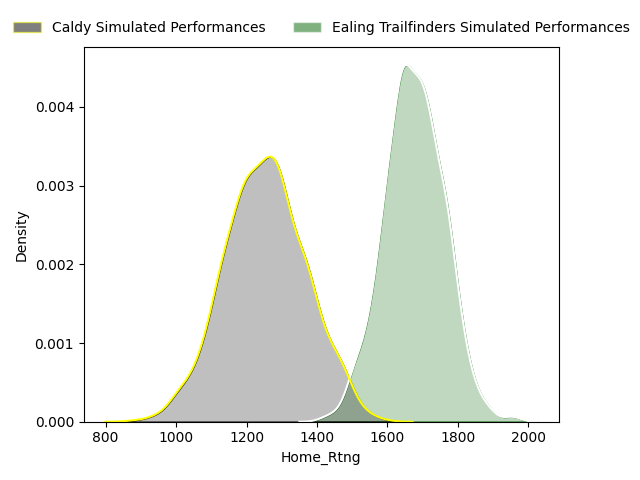 Caldy Simulated Performances Ealing Trailfinders Simulated Performances
0.004
0.003
0.002
0.001
0.000
Density
800 1000 1200 1400 1600 1800 2000
Home_Rtng